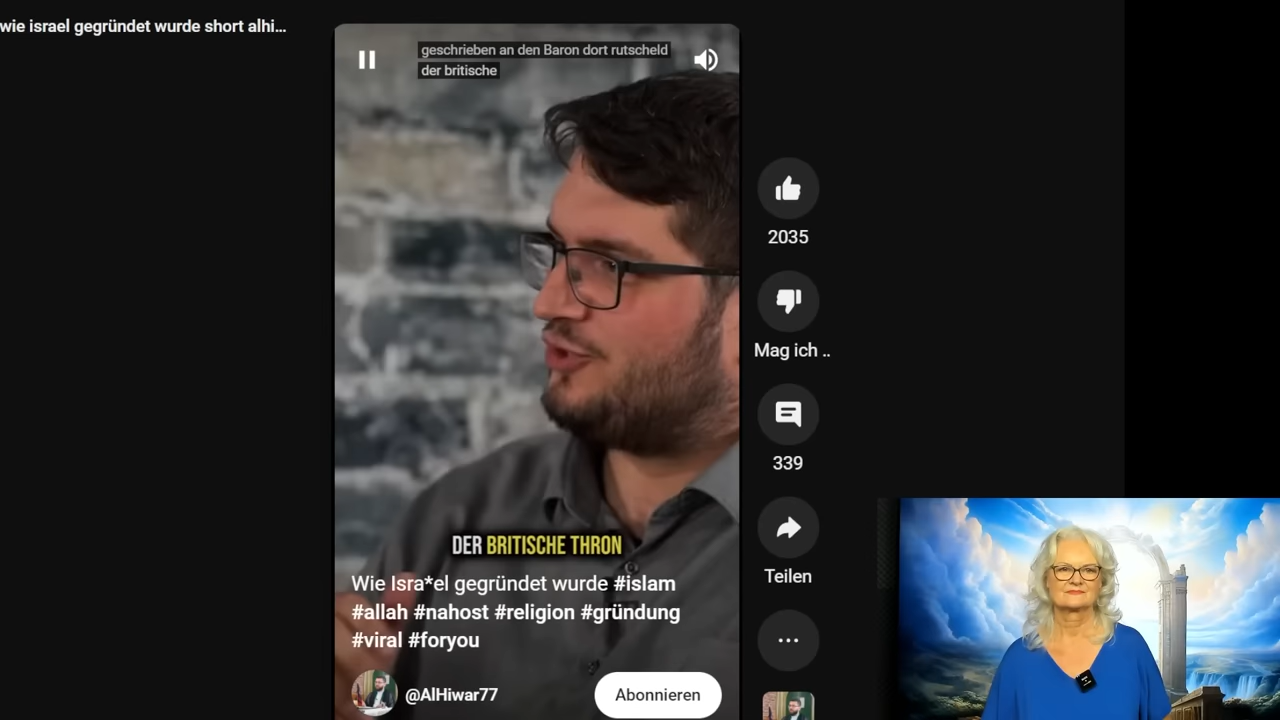 wie israel gegründet wurde short alhi...
geschrieben an den Baron dort rutscheld
der britische
2035
Mag ich ..
339
DER BRITISCHE THRON
Teilen
Wie Isra*el gegründet wurde #islam
#allah #nahost #religion #gründung
#viral #foryou
@AlHiwar77
Abonnieren